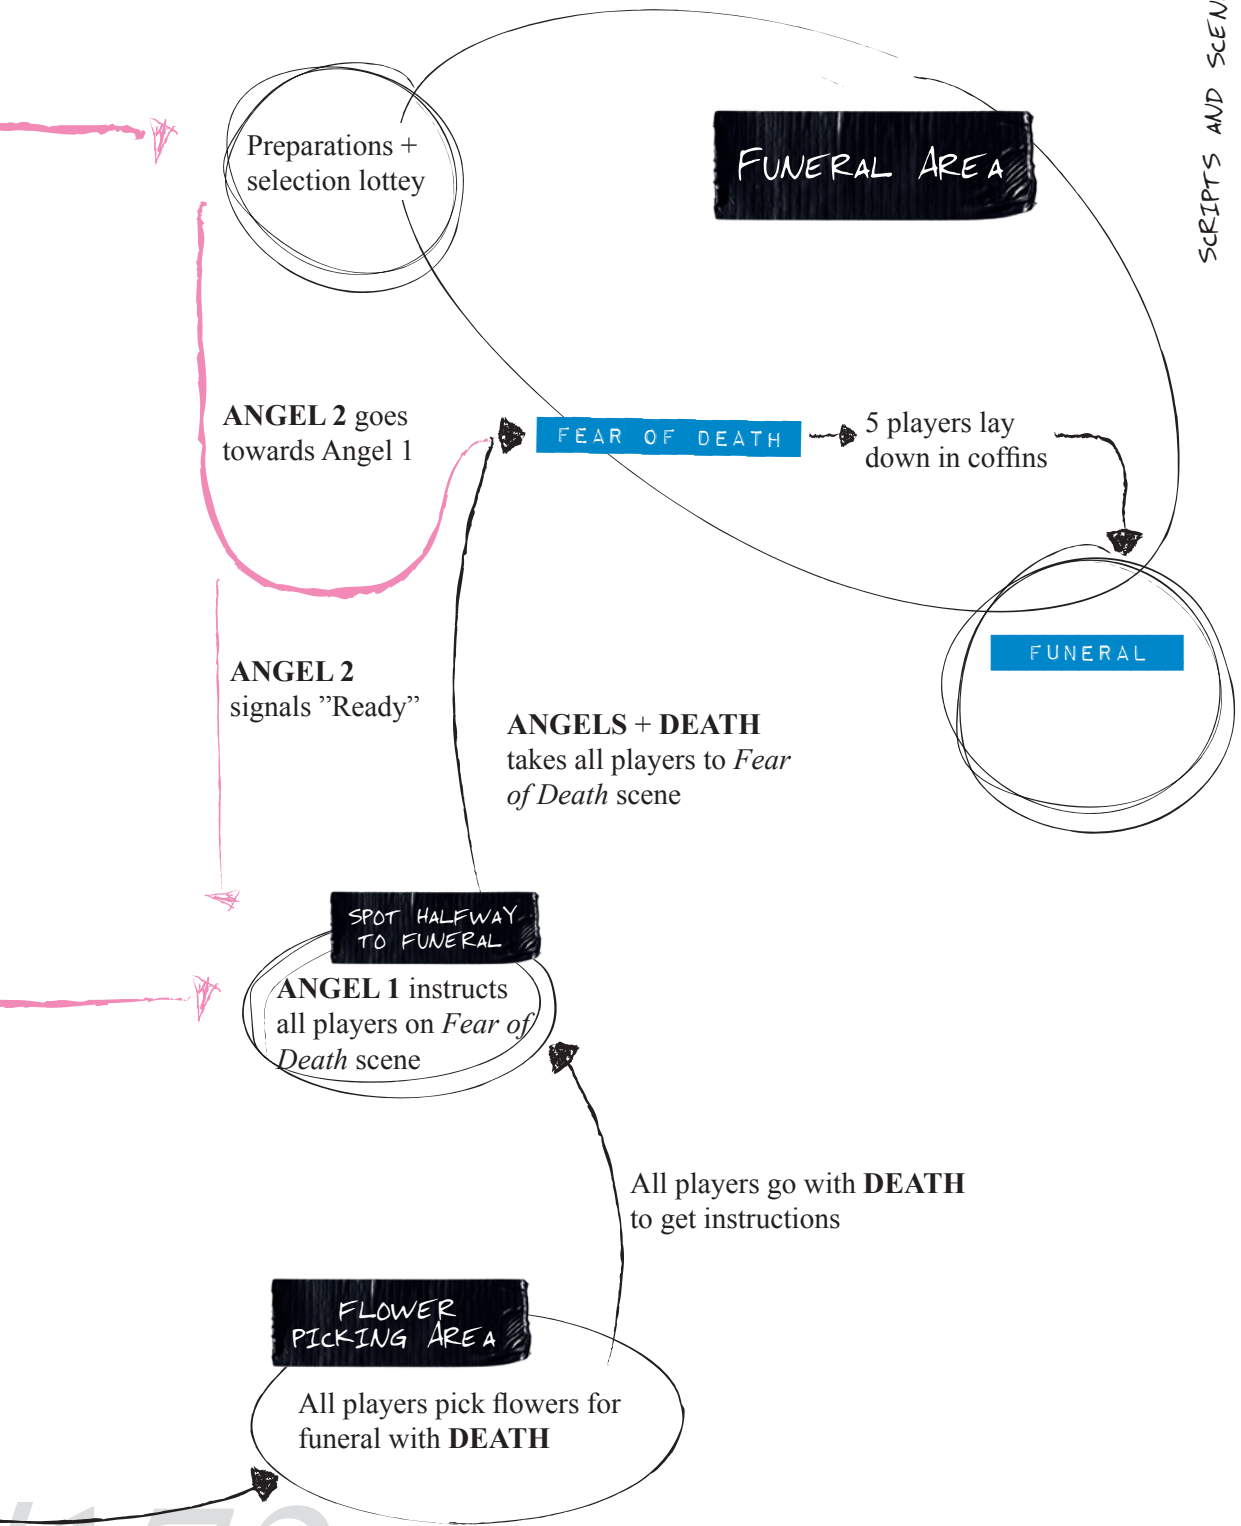 SCRIPTS AND
Preparations +
selection lottey
FUNERAL AREA
ANGEL 2 goes
towards Angel 1
FEAR OF DEATH
5 players lay
down in coffins
FUNERAL
ANGEL 2
signals ”Ready”
ANGELS + DEATH
takes all players to Fear
of Death scene
SPOT HALFWAY
TO FUNERAL
ANGEL 1 instructs
all players on Fear of
Death scene
All players go with DEATH
to get instructions
FLOWER
PICKING AREA
All players pick flowers for
funeral with DEATH